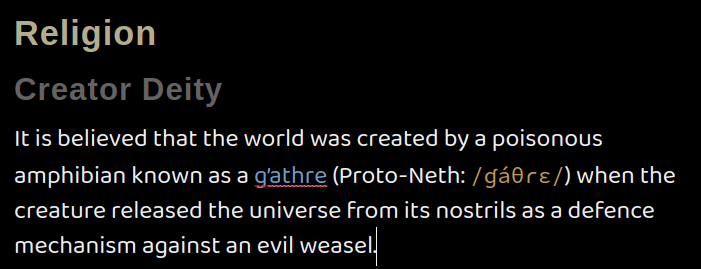 Religion
Creator Deity
It is believed that the world was created by a poisonous
amphibian known as a g'athre (Proto-Neth: /ɠáθɾɛ/) when the
creature released the universe from its nostrils as a defence
mechanism against an evil weasel.